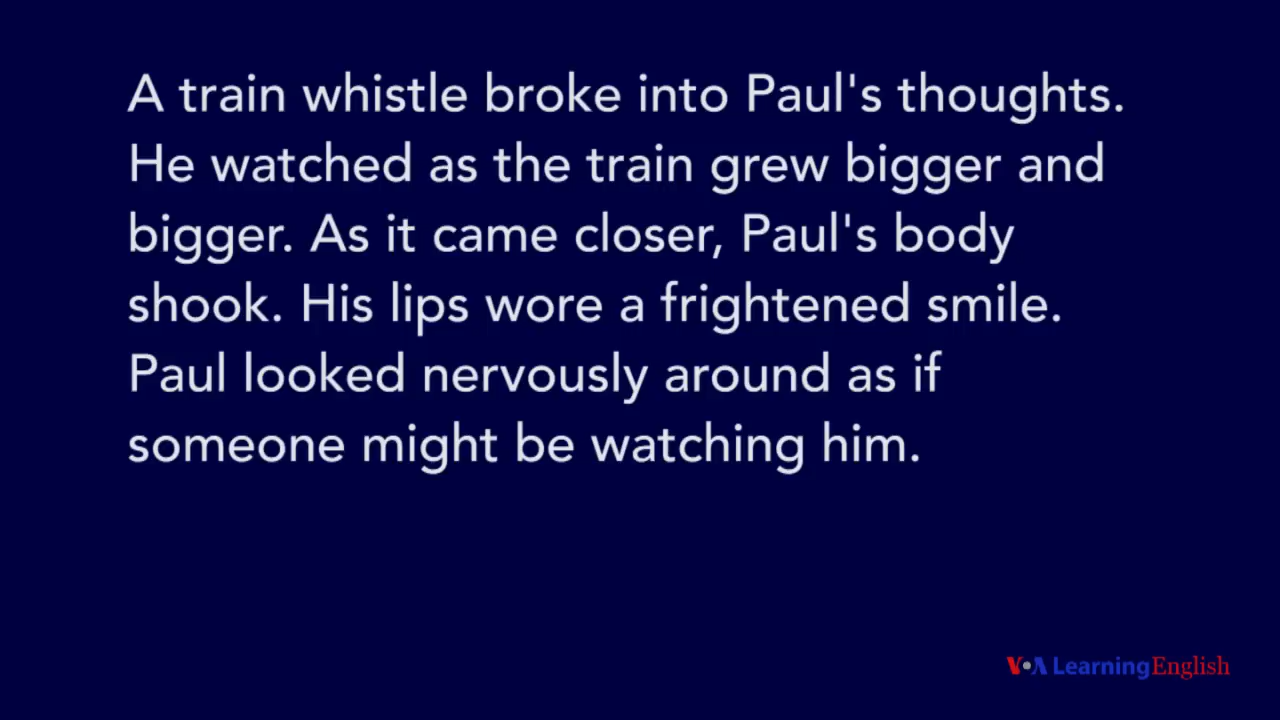 A train whistle broke into Paul's thoughts.
He watched as the train grew bigger and
bigger. As it came closer, Paul's body
shook. His lips wore a frightened smile.
Paul looked nervously around as if
someone might be watching him.
VOA Learning English